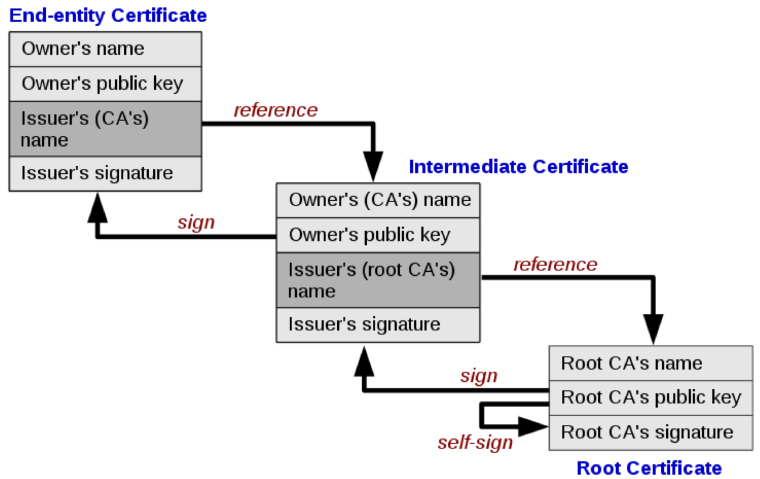 End-entity Certificate
Owner's name
Owner's public key
Issuer's (CA's)
name
Issuer's signature
reference
sign
Intermediate Certificate
Owner's (CA's) name
Owner's public key
Issuer's (root CA's)
name
Issuer's signature
reference
sign
self-sign
Root CA's name
Root CA's public key
Root CA's signature
Root Certificate